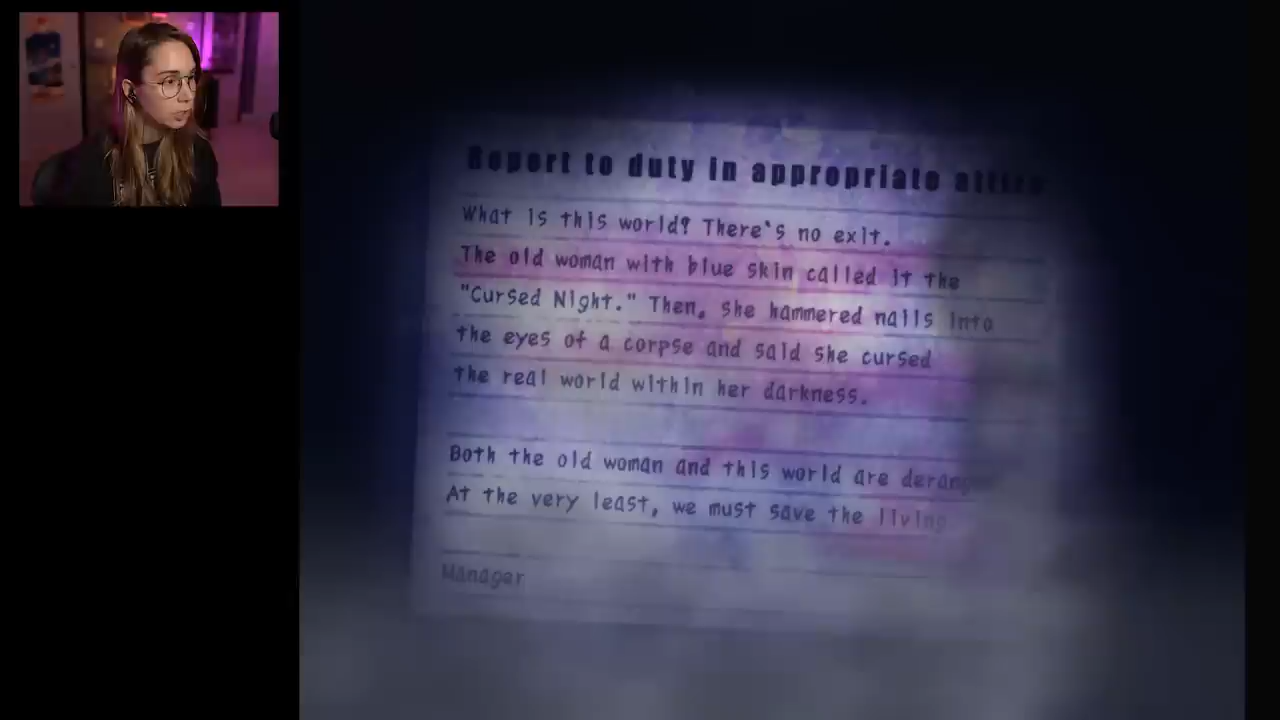 Report to duty in appropriate attire
What is this world? There's no exit.
The old woman with blue skin called it the
"Cursed Night." Then, she hammered nails into
the eyes of a corpse and said she cursed
the real world within her darkness.
Both the old woman and this world are
At the very least, we must save the living
Manager